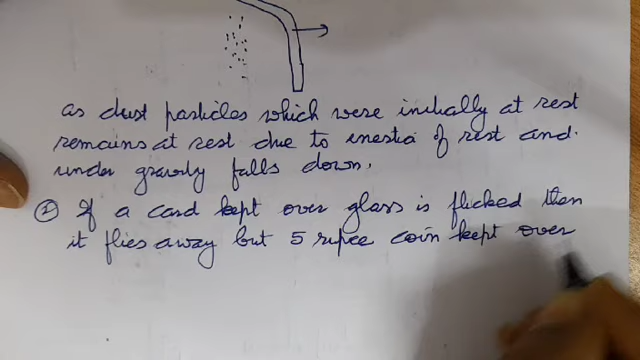 as dust particles which were initially at rest
remains at rest due to inertia of rest and
under gravity falls down.
② If a card kept over glass is flicked then
it flies away but 5 rupee coin kept over